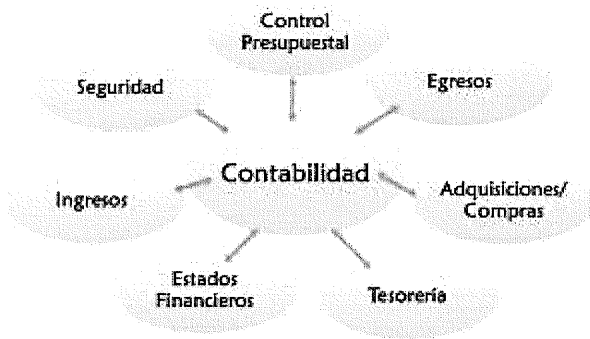 Control
Presupuestal
Seguridad
Egresos
Contabilidad
Ingresos
Adquisiciones/
Compras
Estados
Financieros
Tesorería